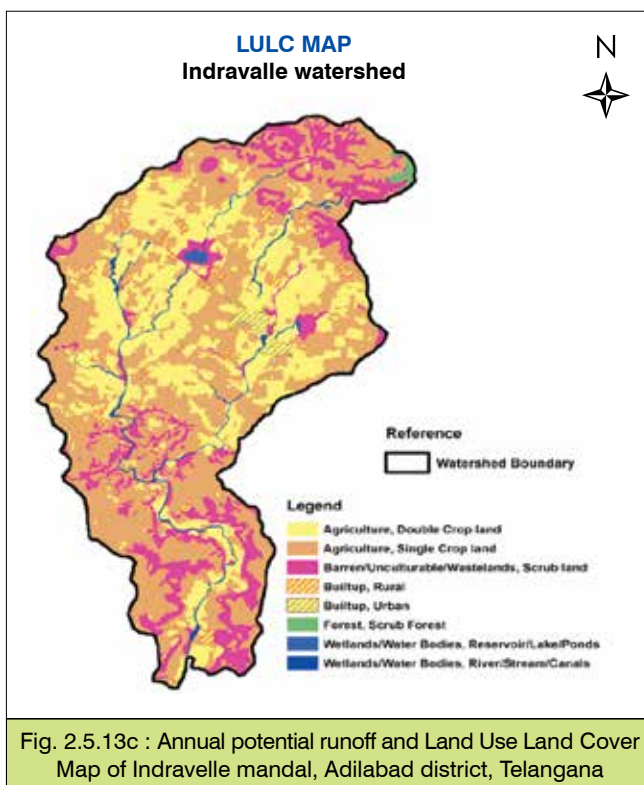 LULC MAP
Indravalle watershed
N
Reference
Watershed Boundary
Legend
Agriculture, Double Crop land
Agriculture, Single Crop land
Barren/Unculturable/Wastelands, Scrub land
Builtup, Rural
Builtup, Urban
Forest, Scrub Forest
Wetlands/Water Bodies, Reservoir/Lake/Ponds
Wetlands/Water Bodies, River/Stream/Canals
Fig. 2.5.13c : Annual potential runoff and Land Use Land Cover
Map of Indravelle mandal, Adilabad district, Telangana